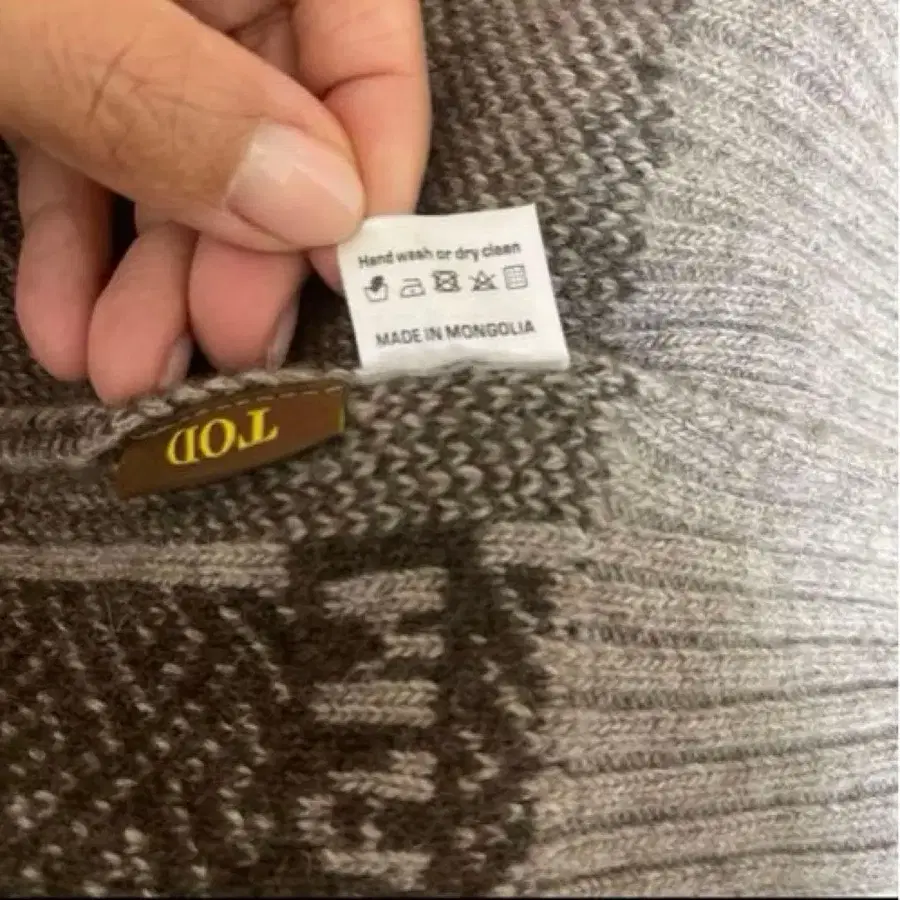 Hand wash or dry clean
MADE IN MONGOLIA
TOD